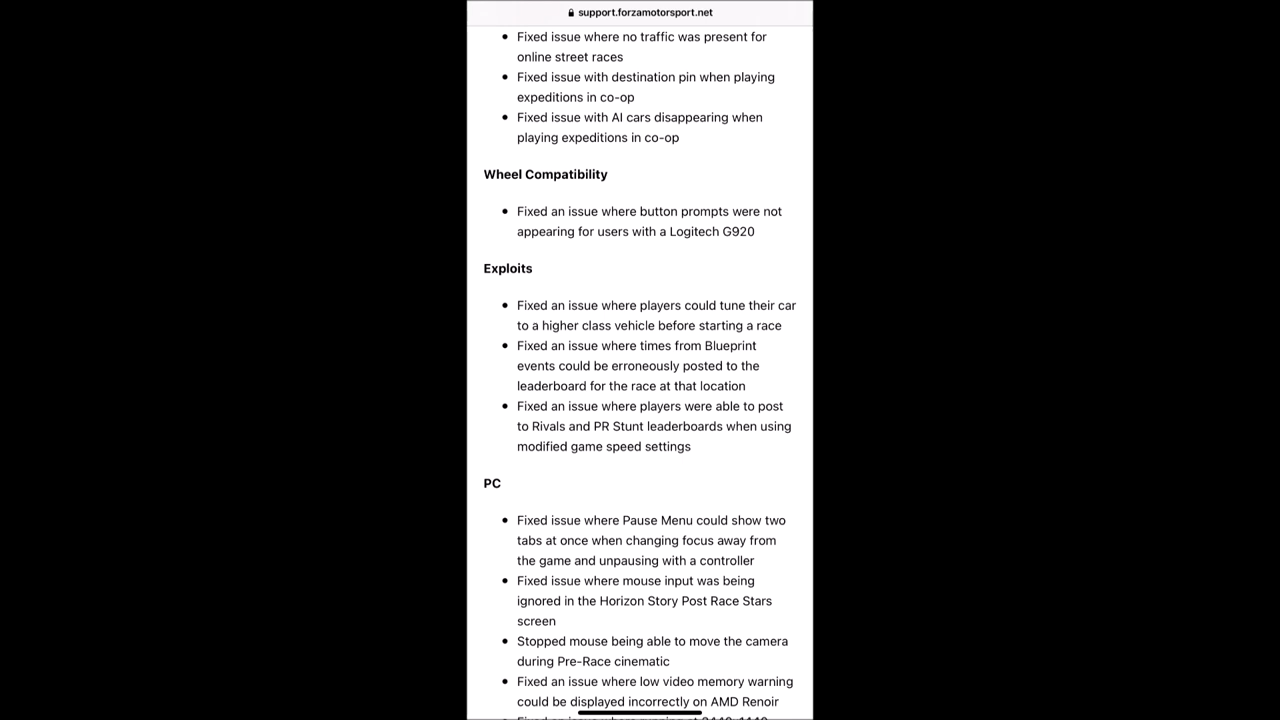 support.forzamotorsport.net
Fixed issue where no traffic was present for
online street races
Fixed issue with destination pin when playing
expeditions in co-op
Fixed issue with AI cars disappearing when
playing expeditions in co-op
Wheel Compatibility
Fixed an issue where button prompts were not
appearing for users with a Logitech G920
Exploits
Fixed an issue where players could tune their car
to a higher class vehicle before starting a race
Fixed an issue where times from Blueprint
events could be erroneously posted to the
leaderboard for the race at that location
Fixed an issue where players were able to post
to Rivals and PR Stunt leaderboards when using
modified game speed settings
PC
Fixed issue where Pause Menu could show two
tabs at once when changing focus away from
the game and unpausing with a controller
Fixed issue where mouse input was being
ignored in the Horizon Story Post Race Stars
screen
Stopped mouse being able to move the camera
during Pre-Race cinematic
Fixed an issue where low video memory warning
could be displayed incorrectly on AMD Renoir